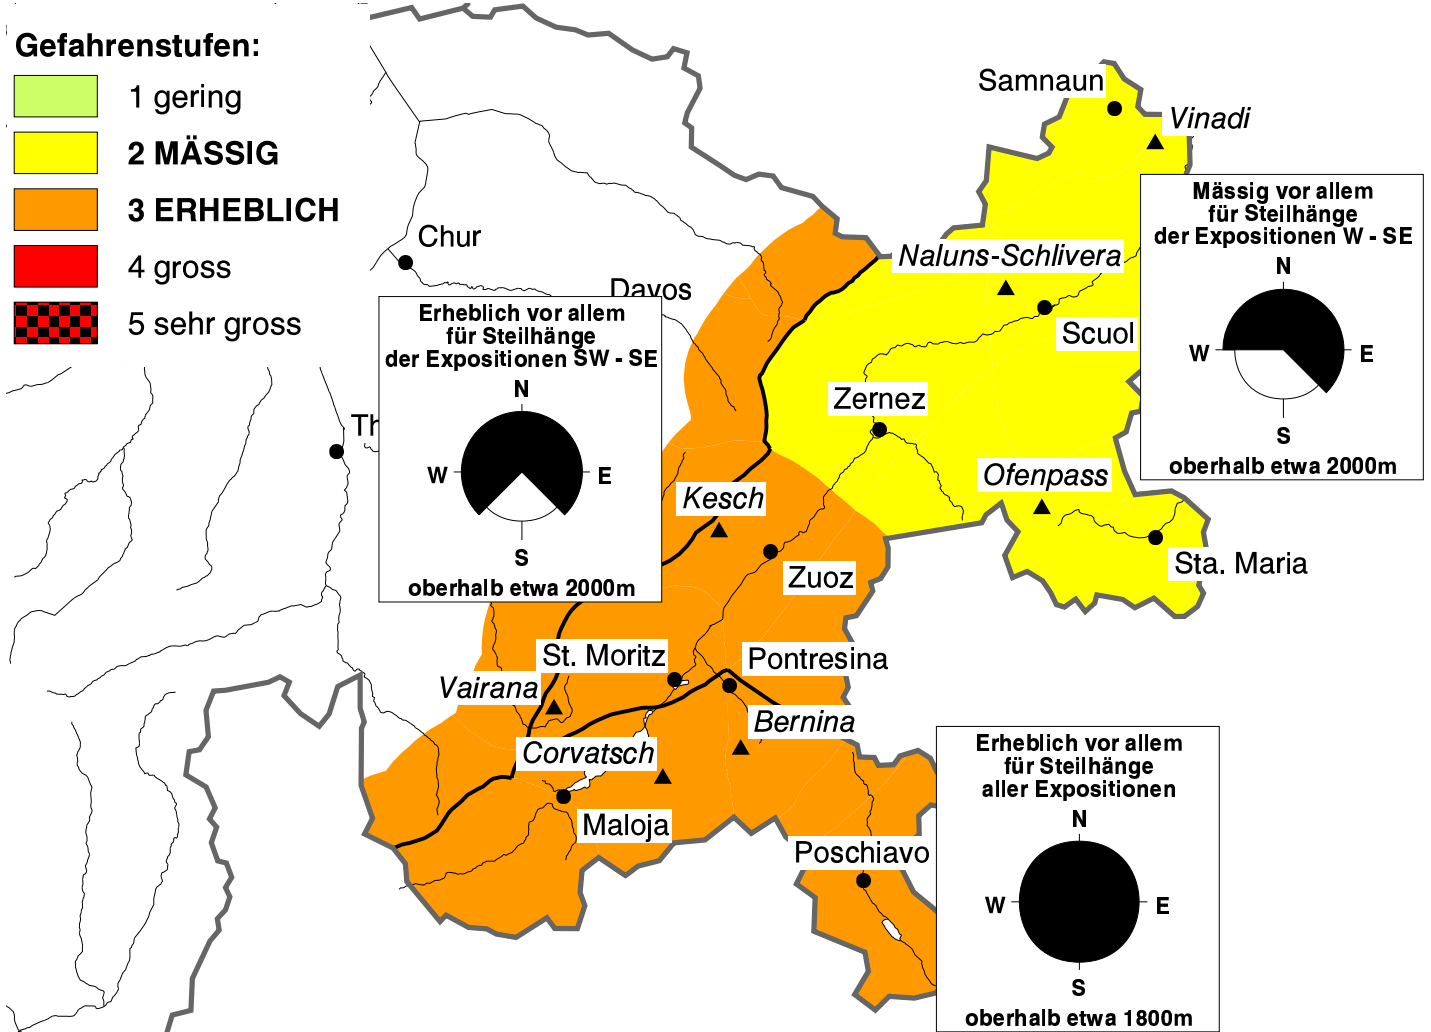 Gefahrenstufen:
1 gering
2 MÄSSIG
3 ERHEBLICH
4 gross
5 sehr gross
Samnaun
Vinadi
Mässig vor allem
für Steilhänge
der Expositionen W - SE
N
W
E
S
oberhalb etwa 2000m
Chur
Naluns-Schlivera
Davos
Scuol
Erheblich vor allem
für Steilhänge
der Expositionen SW - SE
N
W
E
S
oberhalb etwa 2000m
Zernez
Th
Ofenpass
Kesch
Sta. Maria
Zuoz
St. Moritz
Pontresina
Vairana
Bernina
Corvatsch
Maloja
Poschiavo
Erheblich vor allem
für Steilhänge
aller Expositionen
N
W
E
S
oberhalb etwa 1800m